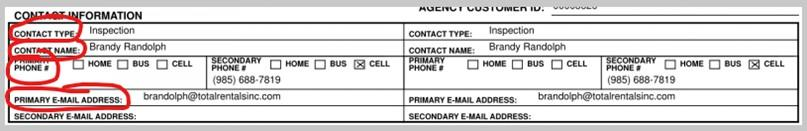 AGENCY CUSTOMER ID:
CONTACT INFORMATION
CONTACT TYPE: Inspection CONTACT TYPE: Inspection
CONTACT NAME: Brandy Randolph CONTACT NAME: Brandy Randolph
PRIMARY PHONE # HOME BUS CELL SECONDARY PHONE # HOME BUS CELL PRIMARY PHONE # HOME BUS CELL SECONDARY PHONE # HOME BUS CELL
(985) 688-7819 (985) 688-7819
PRIMARY E-MAIL ADDRESS: brandolph@totalrentalsinc.com PRIMARY E-MAIL ADDRESS: brandolph@totalrentalsinc.com
SECONDARY E-MAIL ADDRESS: SECONDARY E-MAIL ADDRESS: